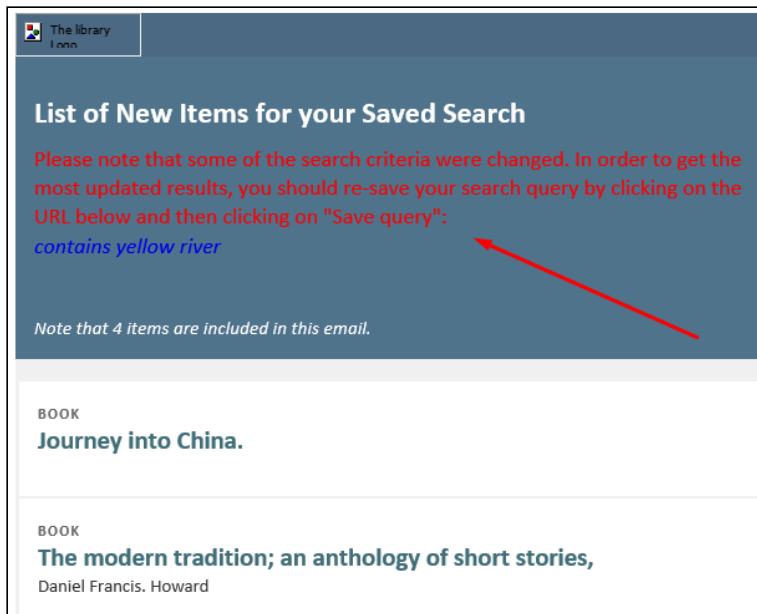 The library
Logo
List of New Items for your Saved Search
Please note that some of the search criteria were changed. In order to get the
most updated results, you should re-save your search query by clicking on the
URL below and then clicking on "Save query":
contains yellow river
Note that 4 items are included in this email.
BOOK
Journey into China.
BOOK
The modern tradition; an anthology of short stories,
Daniel Francis. Howard